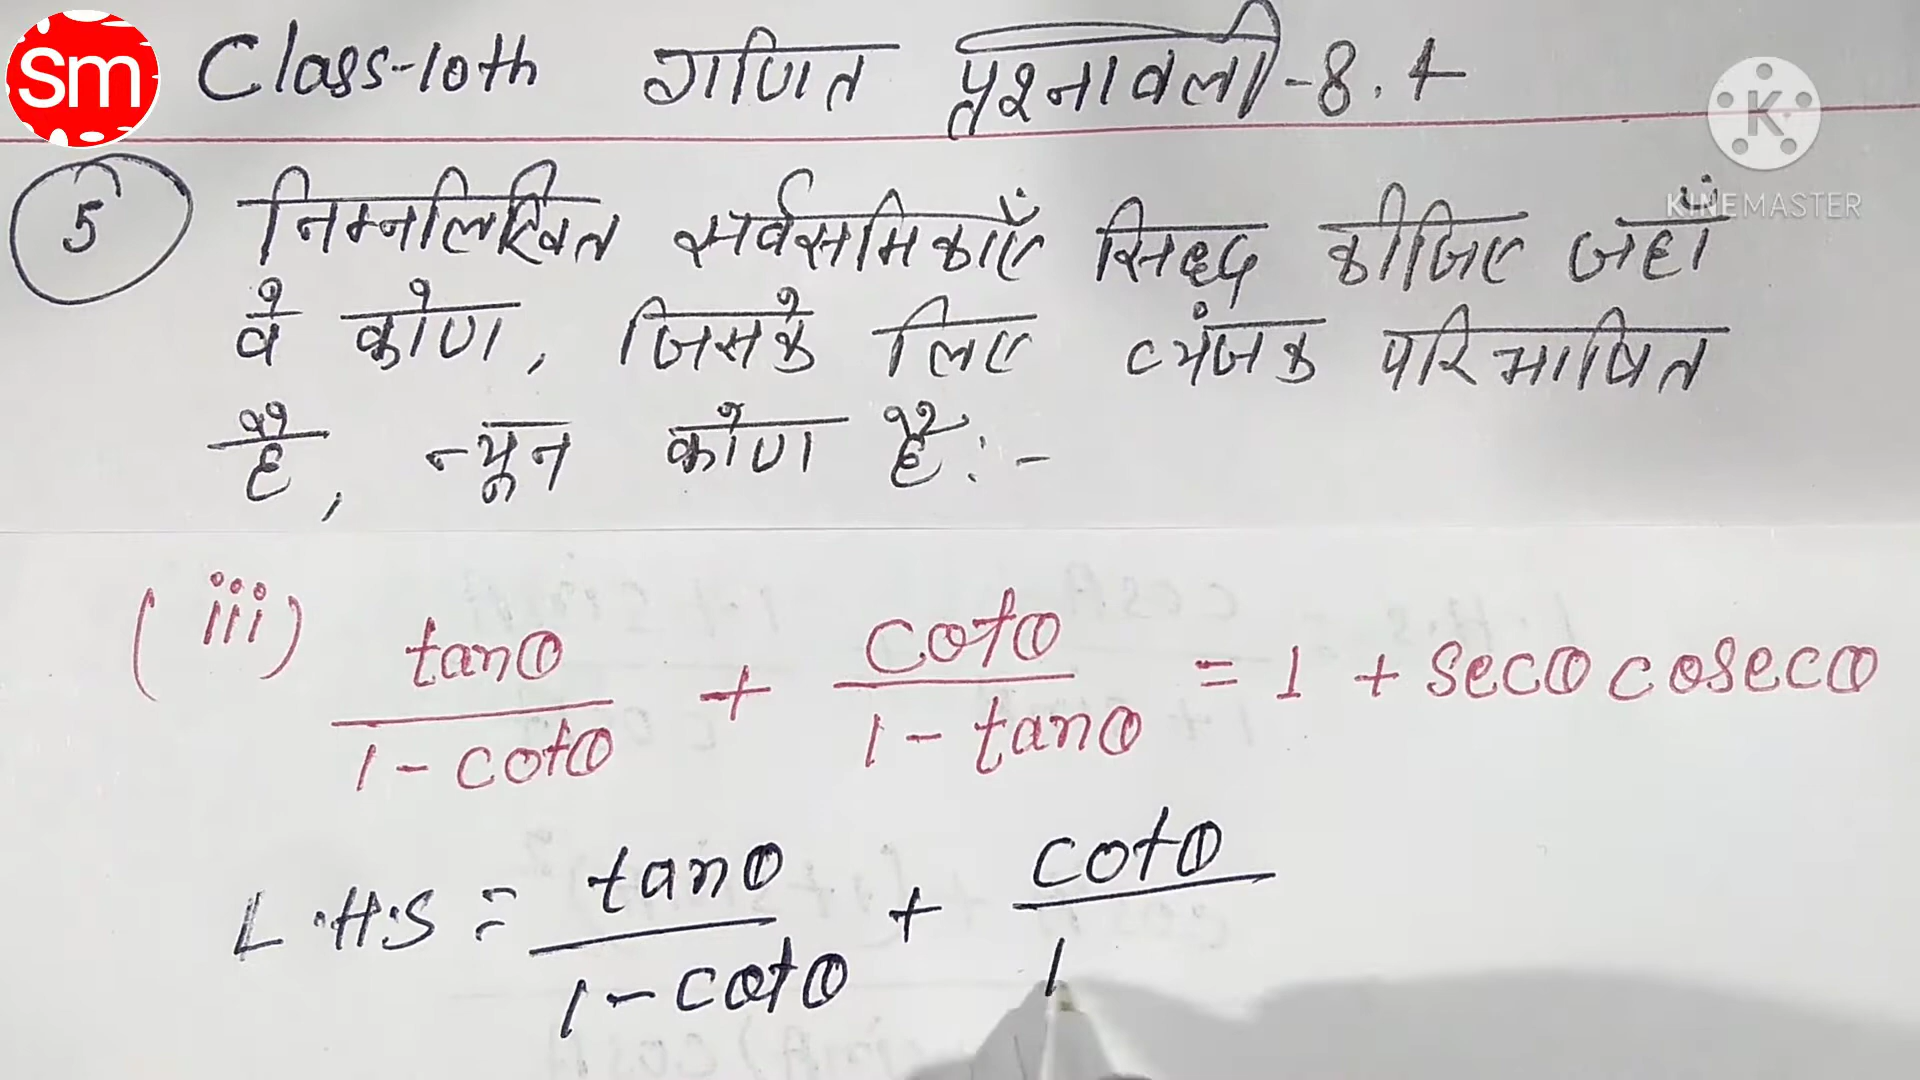 Sm
Class-10th गणित प्रश्नावली-8.4
K
KINEMASTER
5 निम्नलिखित सर्वसमिकाएँ सिद्ध कीजिए जहाँ
वे कोण, जिसके लिए व्यंजक परिभाषित
है, न्यून कोण है:-
(iii) tanθ/1-cotθ + cotθ/1-tanθ = 1 + secθ cosecθ
L.H.S = tanθ/1-cotθ + cotθ/1